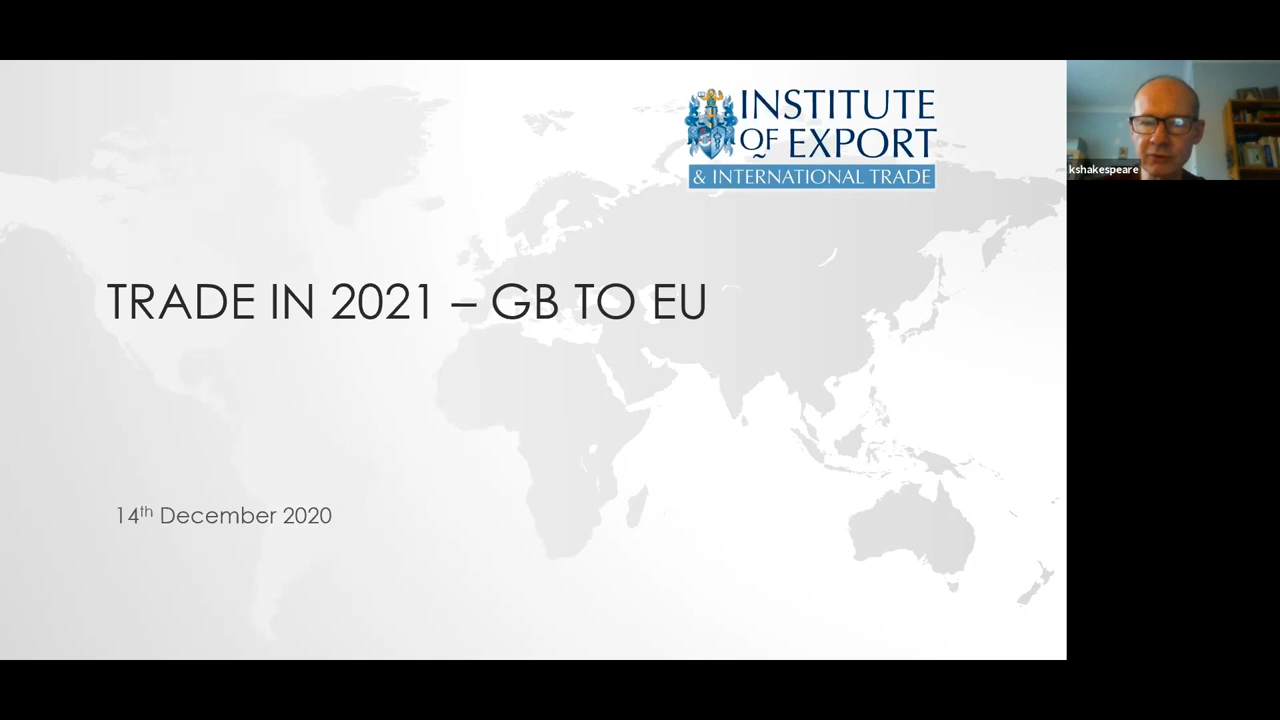 INSTITUTE
OF EXPORT
& INTERNATIONAL TRADE
kshakespeare
TRADE IN 2021 – GB TO EU
14th December 2020